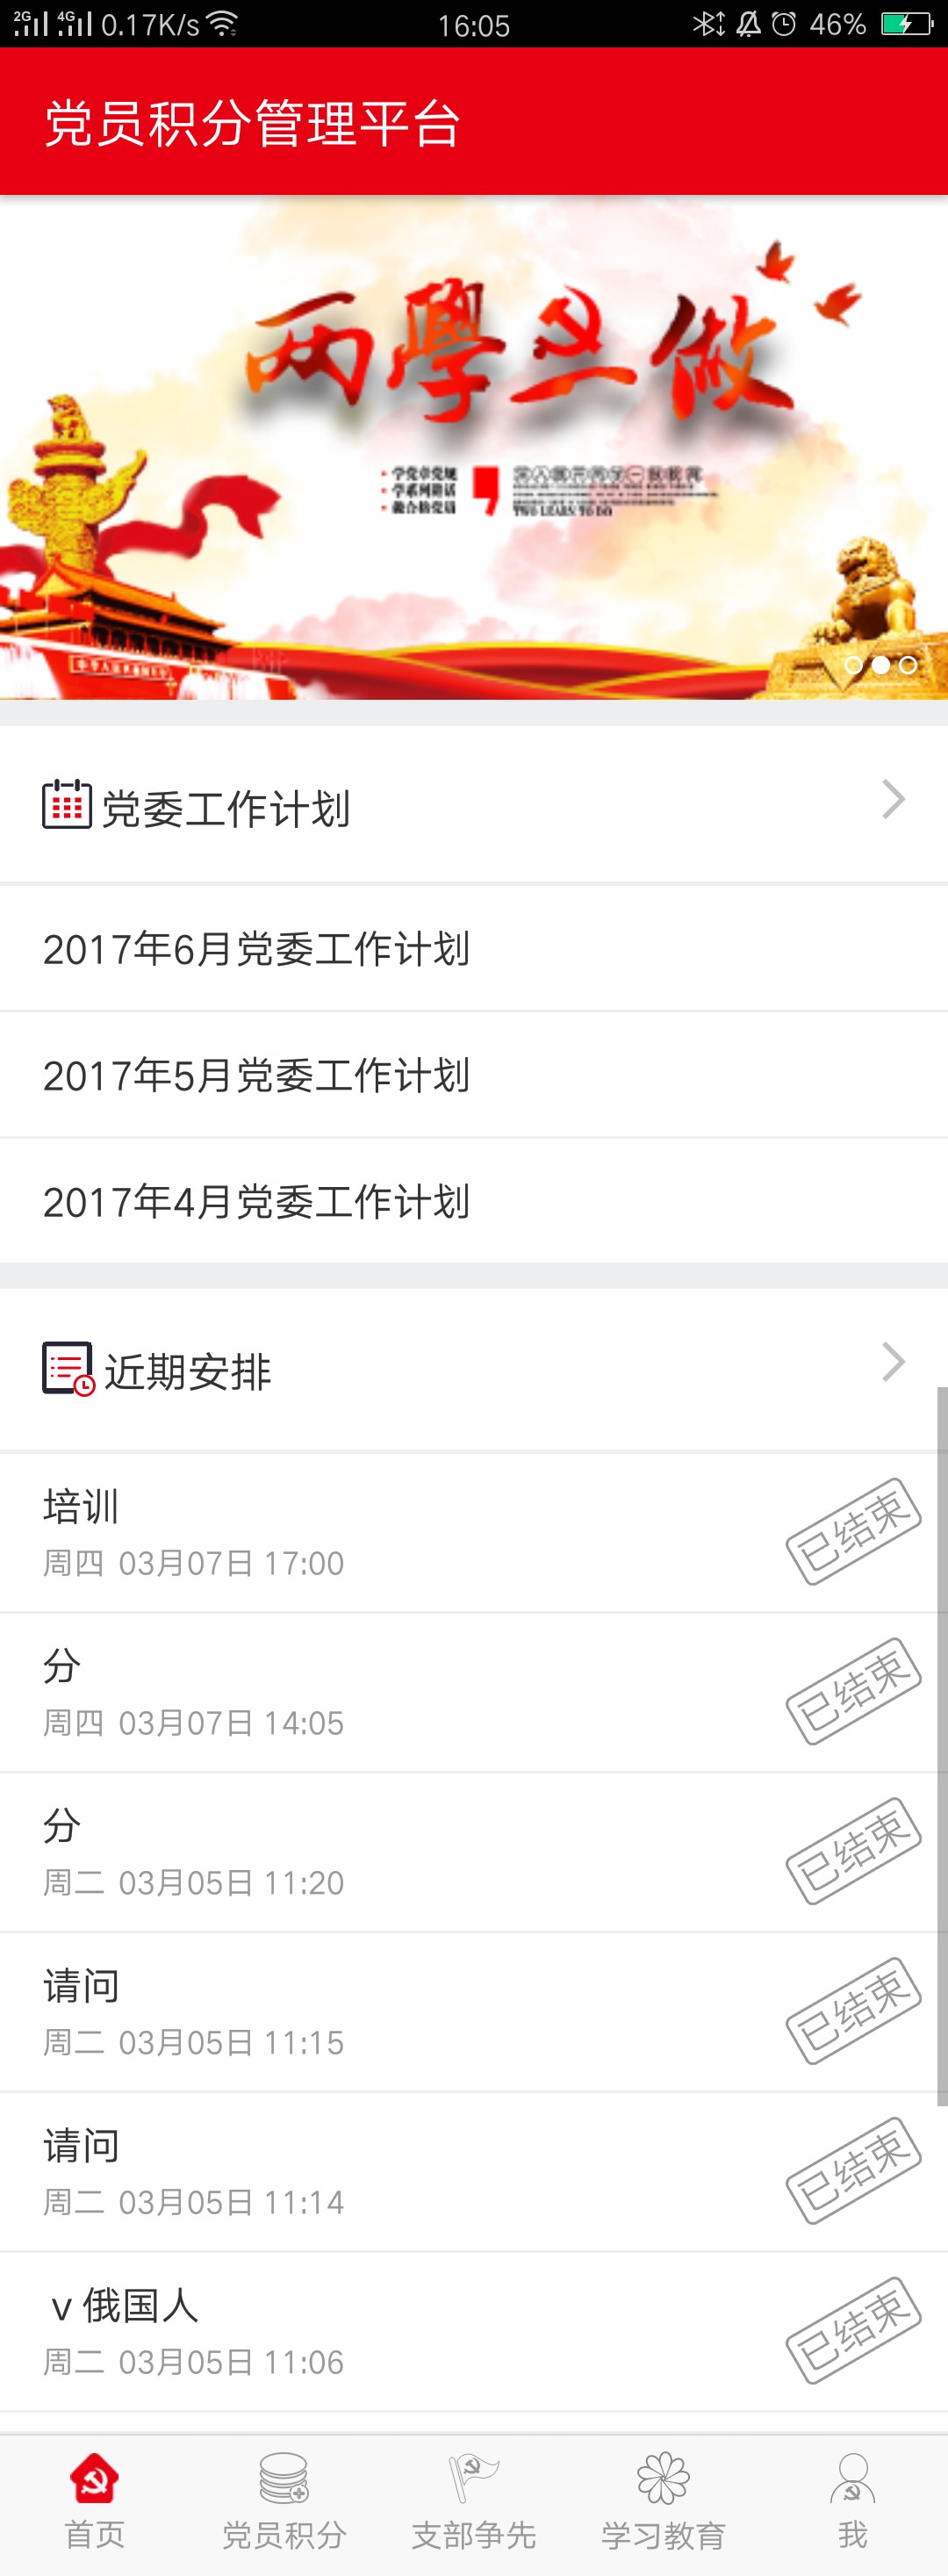 2G 4G 0.17K/s 16:05 46%
党员积分管理平台
两學一做
学党章党规
学系列讲话
做合格党员
TWO LEARN TO DO
党委工作计划
2017年6月党委工作计划
2017年5月党委工作计划
2017年4月党委工作计划
近期安排
培训
周四 03月07日 17:00
已结束
分
周四 03月07日 14:05
已结束
分
周二 03月05日 11:20
已结束
请问
周二 03月05日 11:15
已结束
请问
周二 03月05日 11:14
已结束
v 俄国人
周二 03月05日 11:06
已结束
首页 党员积分 支部争先 学习教育 我